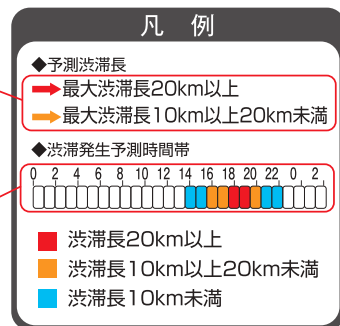 凡 例
◆予測渋滞長
最大渋滞長20km以上
最大渋滞長10km以上20km未満
◆渋滞発生予測時間帯
0 2 4 6 8 10 12 14 16 18 20 22 0 2
渋滞長20km以上
渋滞長10km以上20km未満
渋滞長10km未満